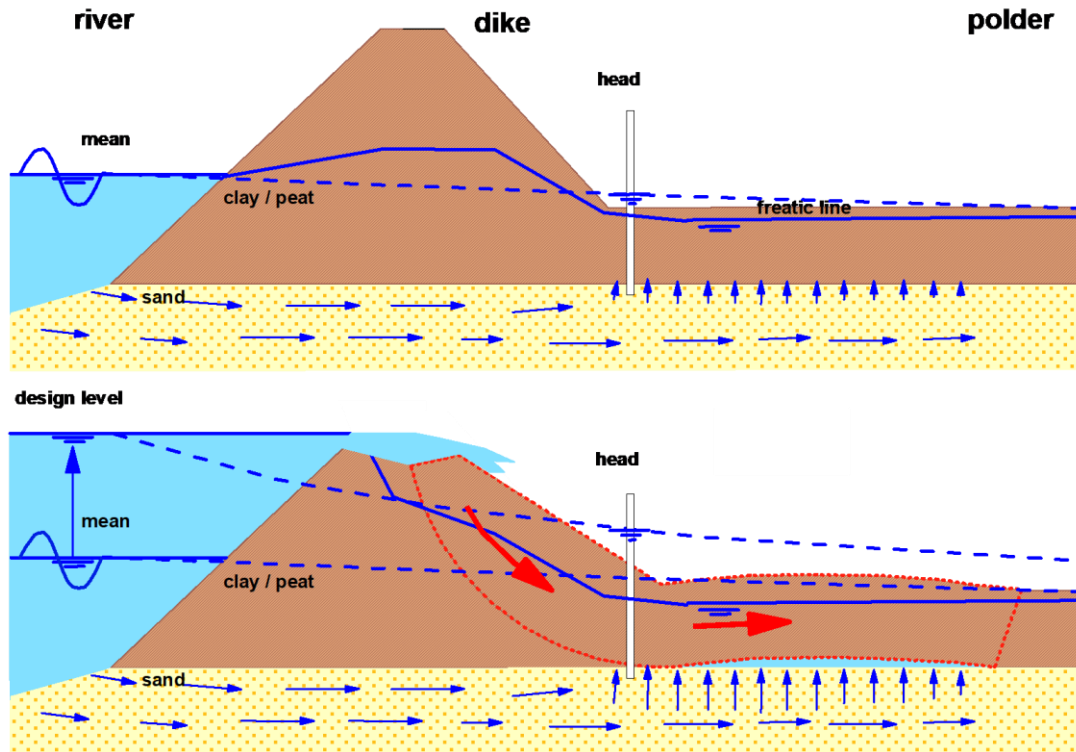 river
dike
polder
head
mean
clay / peat
freatic line
sand
design level
head
mean
clay / peat
sand